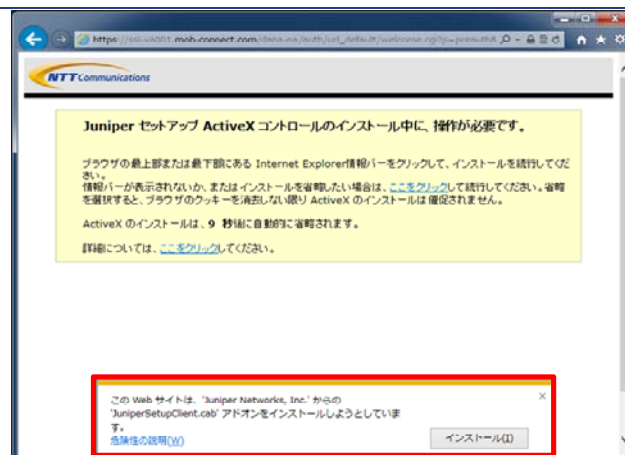 NTT Communications
Juniper セットアップ ActiveX コントロールのインストール中に、操作が必要です。
ブラウザの最上部または最下部にある Internet Explorer情報バーをクリックして、インストールを続行してくだ
さい。
情報バーが表示されないか、またはインストールを省略したい場合は、ここをクリックして続行してください。省略
を選択すると、ブラウザのクッキーを消去しない限り ActiveX のインストールは催促されません。
ActiveX のインストールは、9 秒後に自動的に省略されます。
詳細については、ここをクリックしてください。
この Web サイトは、'Juniper Networks, Inc.' からの
'JuniperSetupClient.cab' アドオンをインストールしようとしていま
す。
危険性の説明(W)
インストール(I)